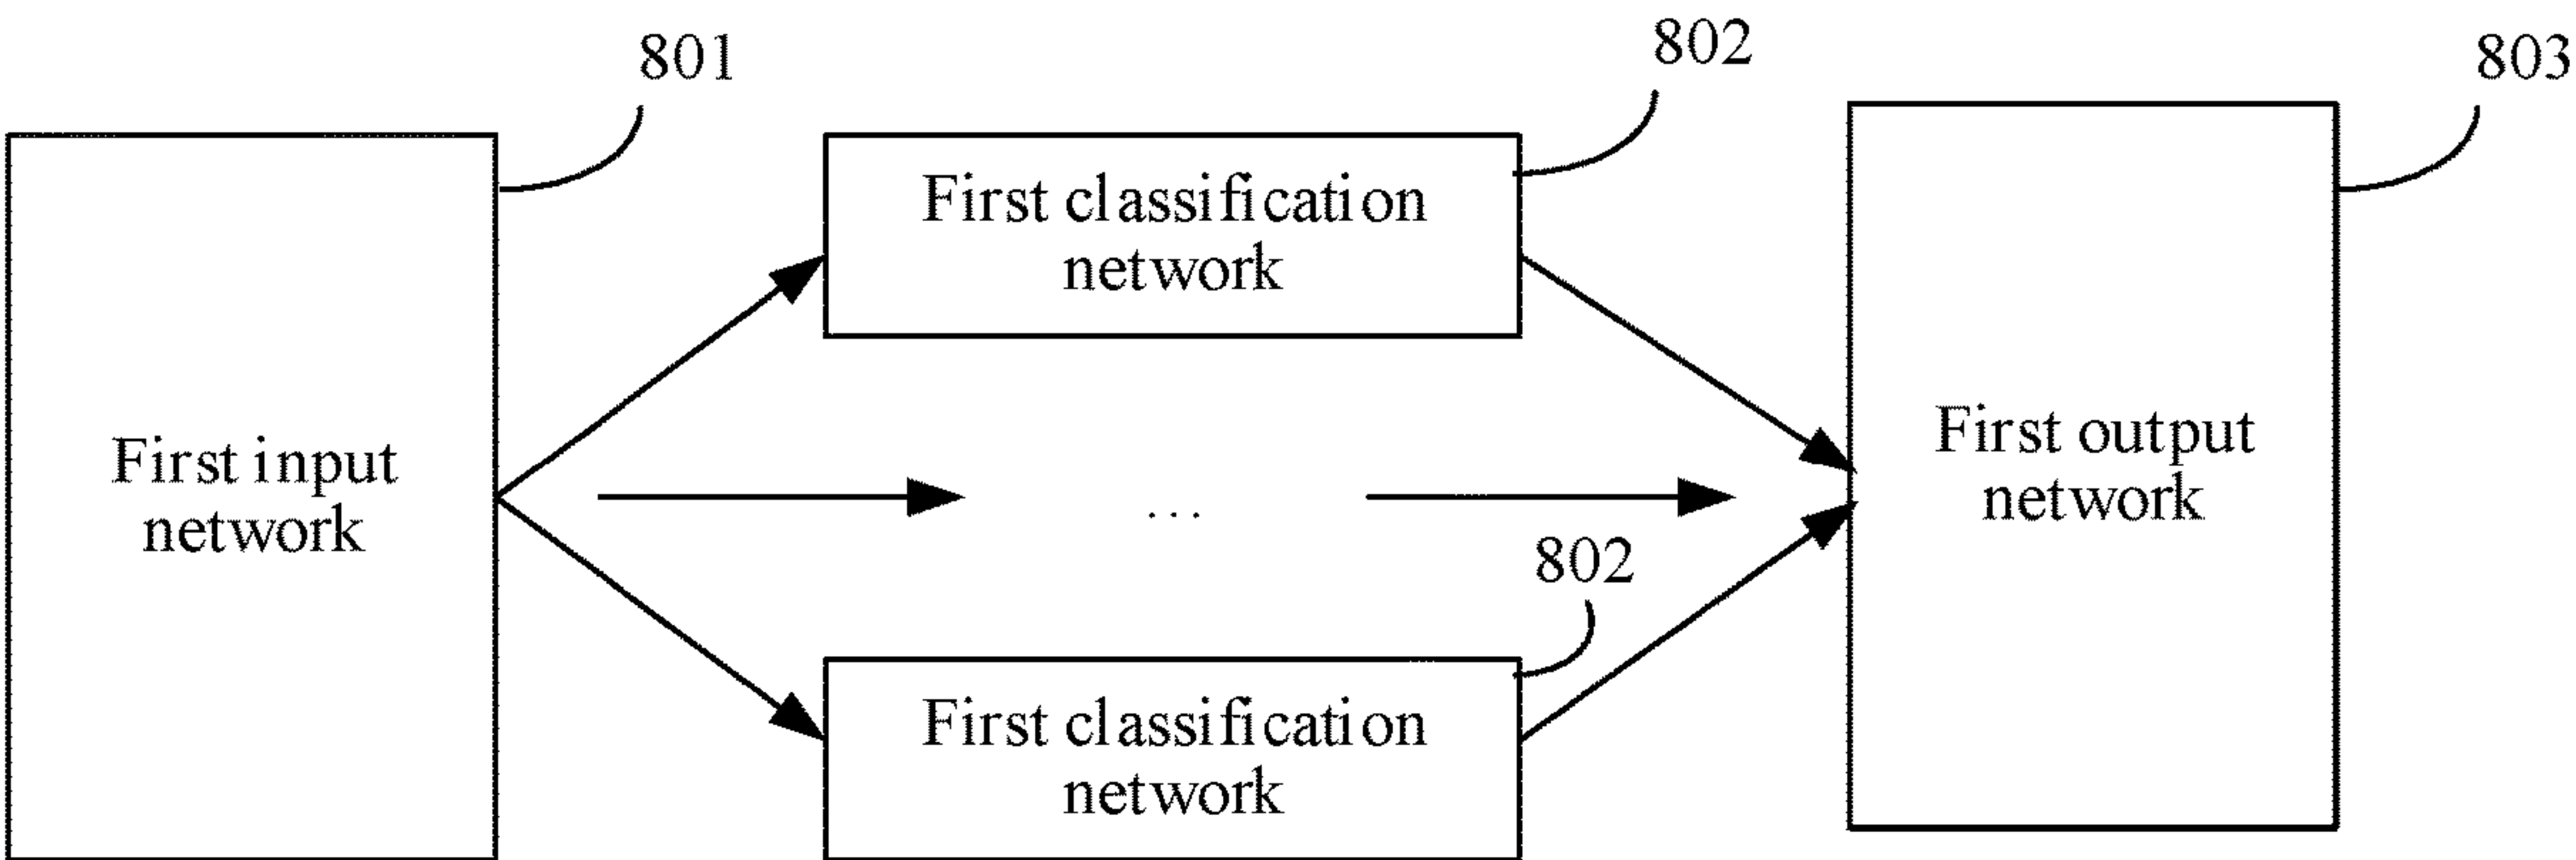 801
802
803
First classification
network
First input
network
...
First output
network
802
First classification
network